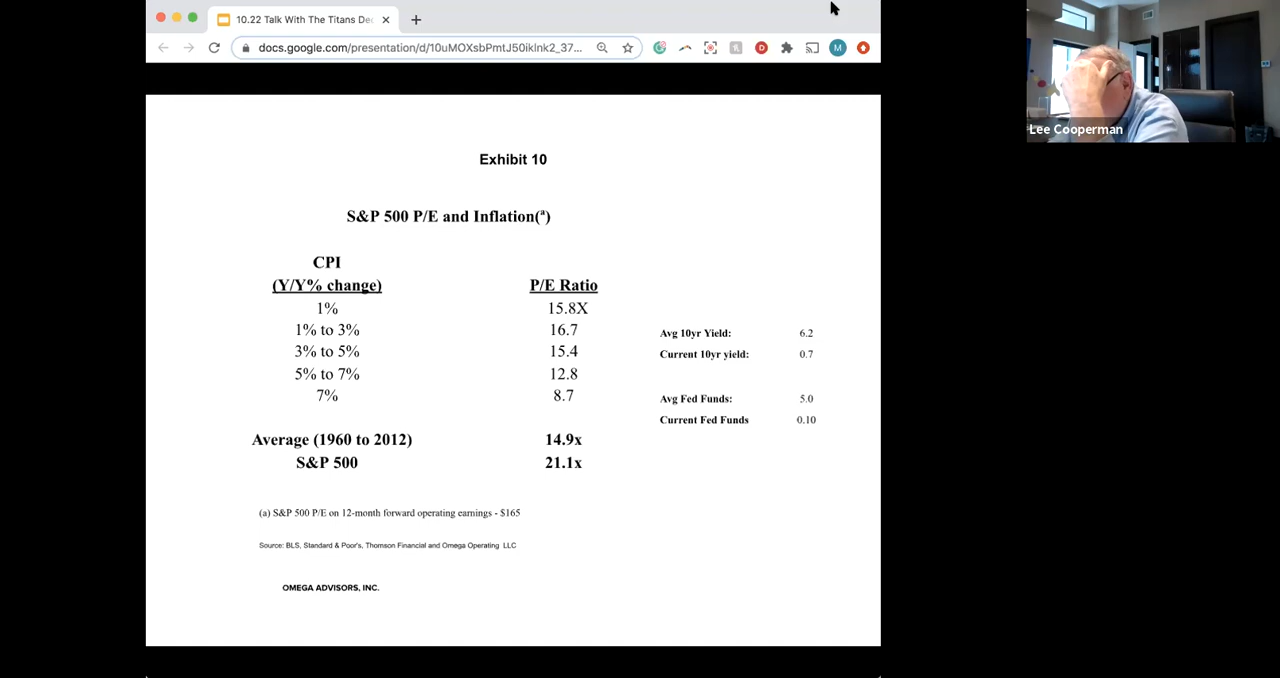 10.22 Talk With The Titans Dec
docs.google.com/presentation/d/10uMOXsbPmtJ50ikInk2_37...
M
Lee Cooperman
Exhibit 10
S&P 500 P/E and Inflation(ª)
CPI
(Y/Y% change) P/E Ratio
1% 15.8X
1% to 3% 16.7
3% to 5% 15.4
5% to 7% 12.8
7% 8.7
Avg 10yr Yield: 6.2
Current 10yr yield: 0.7
Avg Fed Funds: 5.0
Current Fed Funds 0.10
Average (1960 to 2012) 14.9x
S&P 500 21.1x
(a) S&P 500 P/E on 12-month forward operating earnings - $165
Source: BLS, Standard & Poor's, Thomson Financial and Omega Operating LLC
OMEGA ADVISORS, INC.